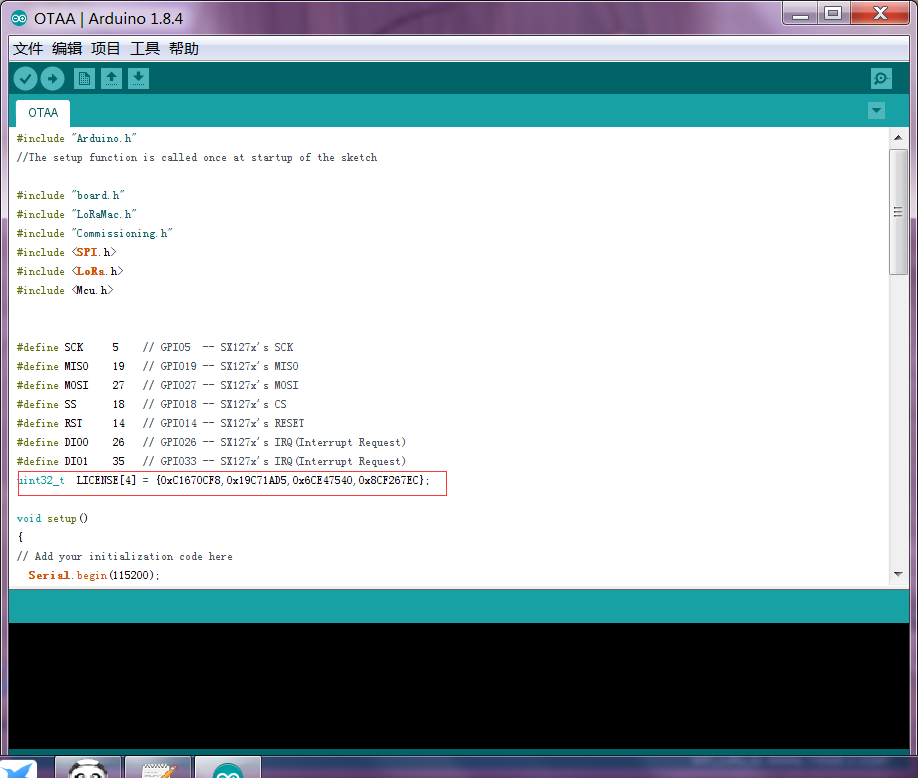 OTAA | Arduino 1.8.4
文件 编辑 项目 工具 帮助
OTAA
#include "Arduino.h"
//The setup function is called once at startup of the sketch
#include "board.h"
#include "LoRaMac.h"
#include "Commissioning.h"
#include <SPI.h>
#include <LoRa.h>
#include <Mcu.h>
#define SCK 5 // GPIO5 -- SX127x's SCK
#define MISO 19 // GPIO19 -- SX127x's MISO
#define MOSI 27 // GPIO27 -- SX127x's MOSI
#define SS 18 // GPIO18 -- SX127x's CS
#define RST 14 // GPIO14 -- SX127x's RESET
#define DIO0 26 // GPIO26 -- SX127x's IRQ(Interrupt Request)
#define DIO1 35 // GPIO33 -- SX127x's IRQ(Interrupt Request)
uint32_t LICENSE[4] = {0xC1670CF8,0x19C71AD5,0x6CE47540,0x8CF267EC};
void setup()
{
// Add your initialization code here
Serial.begin(115200);